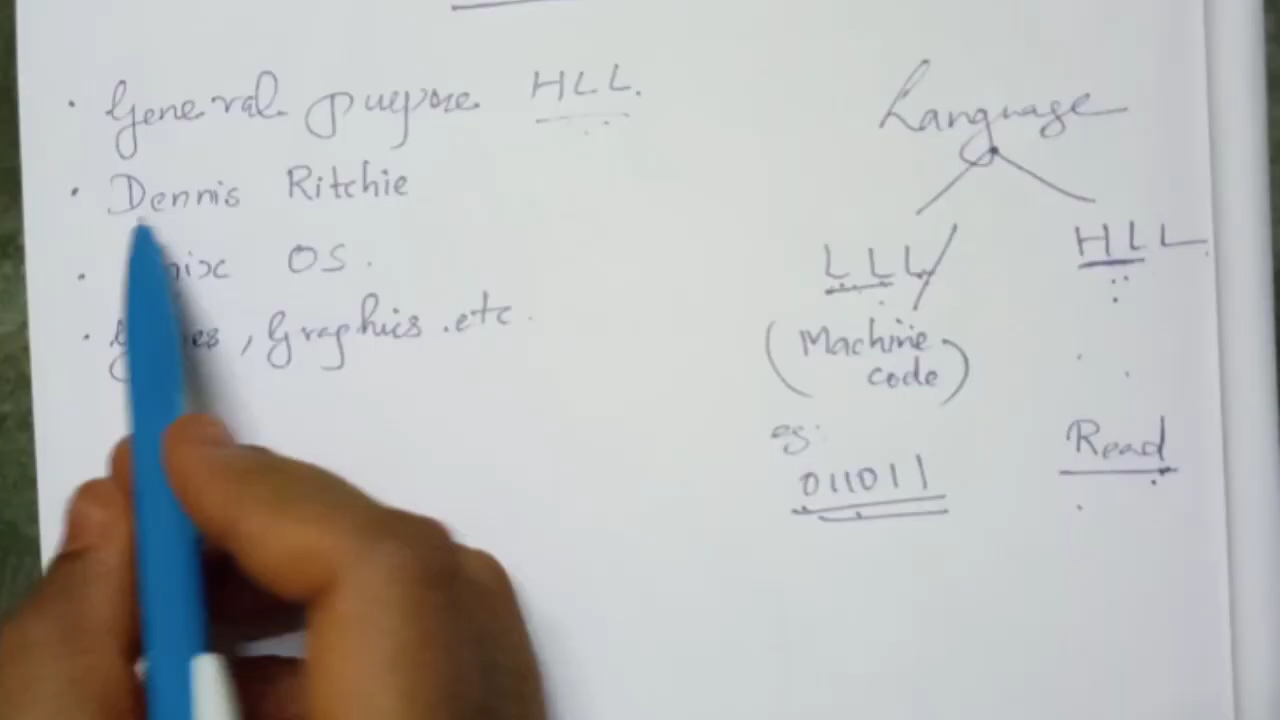 General purpose HLL.
Dennis Ritchie
OS.
, Graphics .etc.
Language
LLL
HLL
(Machine code)
eg:
011011
Read